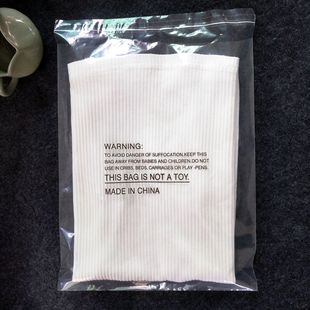 WARNING:
TO AVOID DANGER OF SUFFOCATION,KEEP THIS
BAG AWAY FROM BABIES AND CHILDREN.DO NOT
USE IN CRIBS, BEDS, CARRIAGES OR PLAY -PENS.
THIS BAG IS NOT A TOY.
MADE IN CHINA